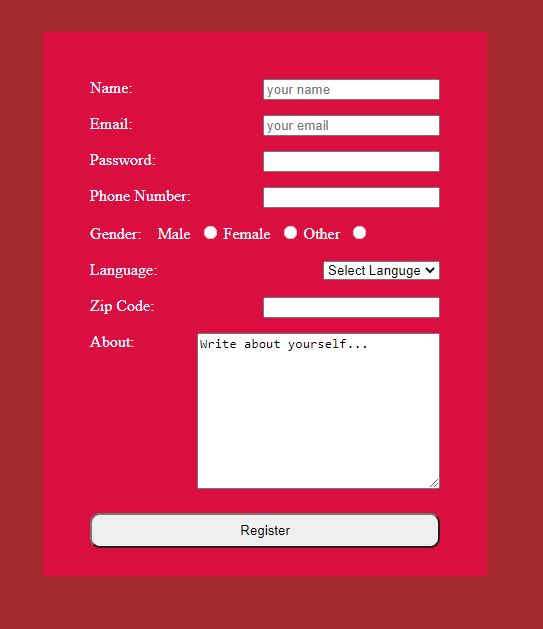 Name: your name
Email: your email
Password:
Phone Number:
Gender: Male Female Other
Language: Select Languge
Zip Code:
About: Write about yourself...
Register